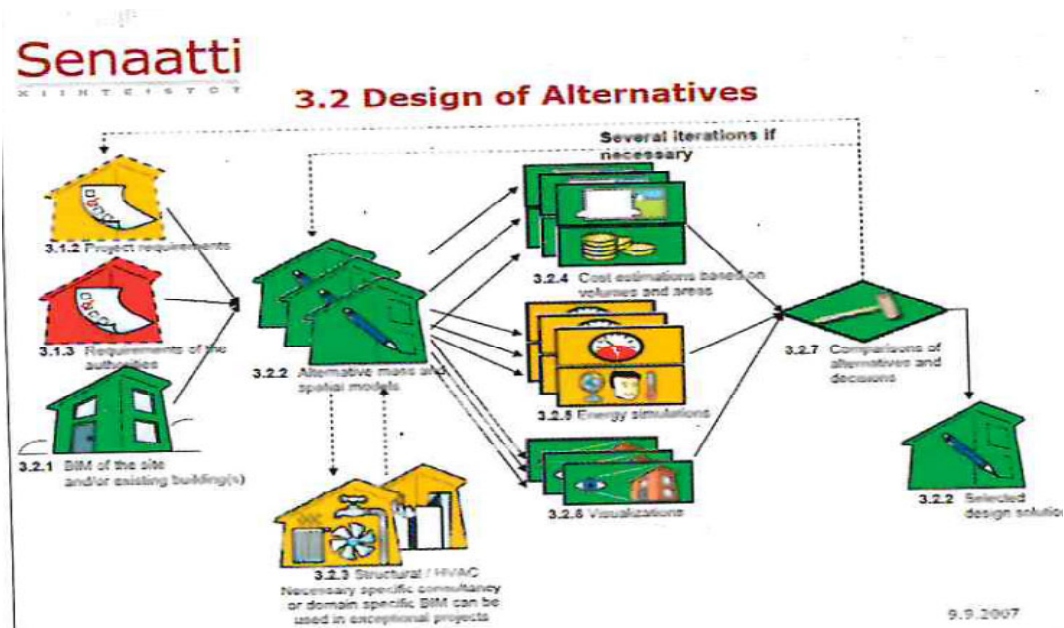 Senaatti
KIINTEISTÖT
3.2 Design of Alternatives
Several iterations if
necessary
3.1.2 Project requirements
3.1.3 Requirements of the
authorities
3.2.1 BIM of the site
and/or existing building(s)
3.2.2 Alternative mass and
spatial models
3.2.3 Structural / HVAC
Necessary specific consultancy
or domain specific BIM can be
used in exceptional projects
3.2.4 Cost estimations based on
volumes and areas
3.2.5 Energy simulations
3.2.6 Visualizations
3.2.7 Comparisons of
alternatives and
decisions
3.2.2 Selected
design solution
9.9.2007